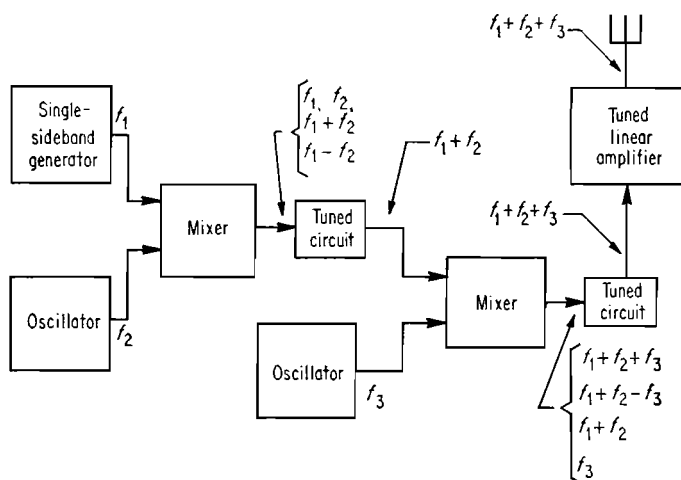 Single-
sideband
generator
f₁
Mixer
Oscillator
f₂
f₁, f₂,
f₁ + f₂
f₁ − f₂
Tuned
circuit
f₁ + f₂
Oscillator
f₃
Mixer
Tuned
circuit
f₁ + f₂ + f₃
f₁ + f₂ − f₃
f₁ + f₂
f₃
f₁ + f₂ + f₃
Tuned
linear
amplifier
f₁ + f₂ + f₃